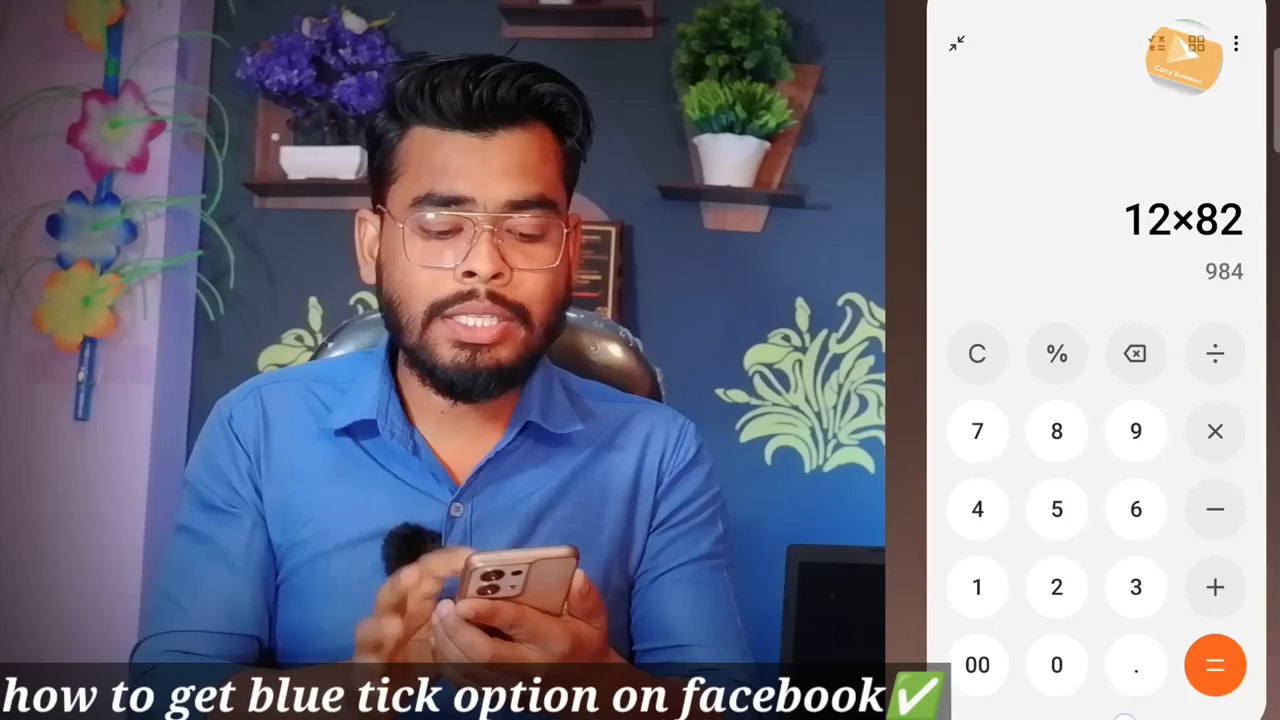 12×82
984
C % ÷
7 8 9 ×
4 5 6 −
1 2 3 +
00 0 . =
how to get blue tick option on facebook✅